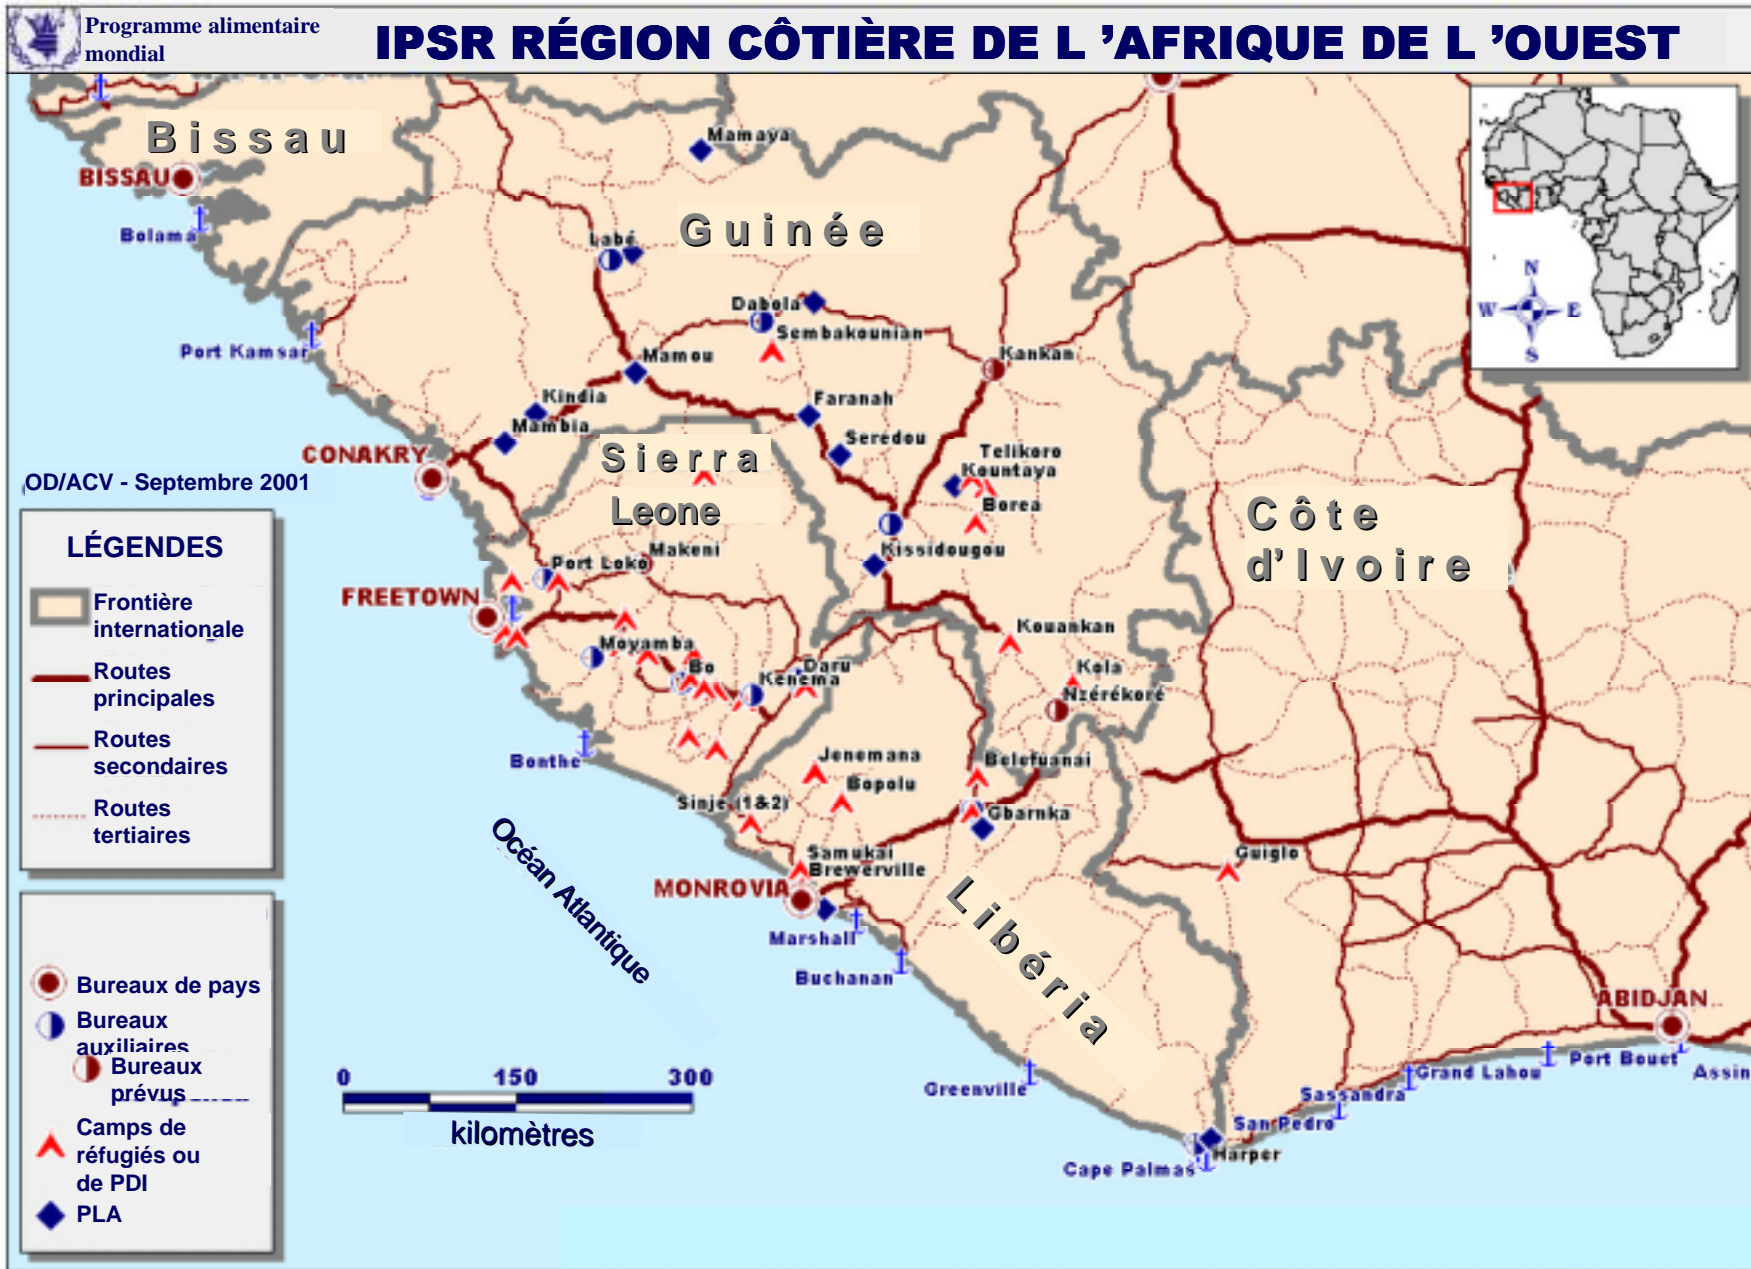 Programme alimentaire
mondial
IPSR RÉGION CÔTIÈRE DE L ’AFRIQUE DE L ’OUEST
Bissau
Mamaya
BISSAU
Guinée
Bolama
Labé
N
W E
S
Dabola
Sembakounian
Port Kamsar
Mamou
Kankan
Kindia
Faranah
Mambia
Seredou
CONAKRY
Sierra
Leone
Telikoro
Kountaya
Borea
OD/ACV - Septembre 2001
Côte
d’Ivoire
LÉGENDES
Frontière
internationale
Routes
principales
Routes
secondaires
Routes
tertiaires
Makeni
Port Loko
Kissidougou
FREETOWN
Moyamba
Kouankan
Bo
Daru
Kenema
Kola
Nzérékoré
Bonthe
Jenemana
Belefuanai
Bopolu
Sinje (1&2)
Gbarnka
Océan Atlantique
Samukai
Brewerville
Guiglo
MONROVIA
Libéria
Marshall
Buchanan
Bureaux de pays
Bureaux
auxiliaires
Bureaux
prévus
Camps de
réfugiés ou
de PDI
PLA
0 150 300
kilomètres
ABIDJAN
Port Bouet
Assin
Grand Lahou
Sassandra
San Pedro
Greenville
Harper
Cape Palmas